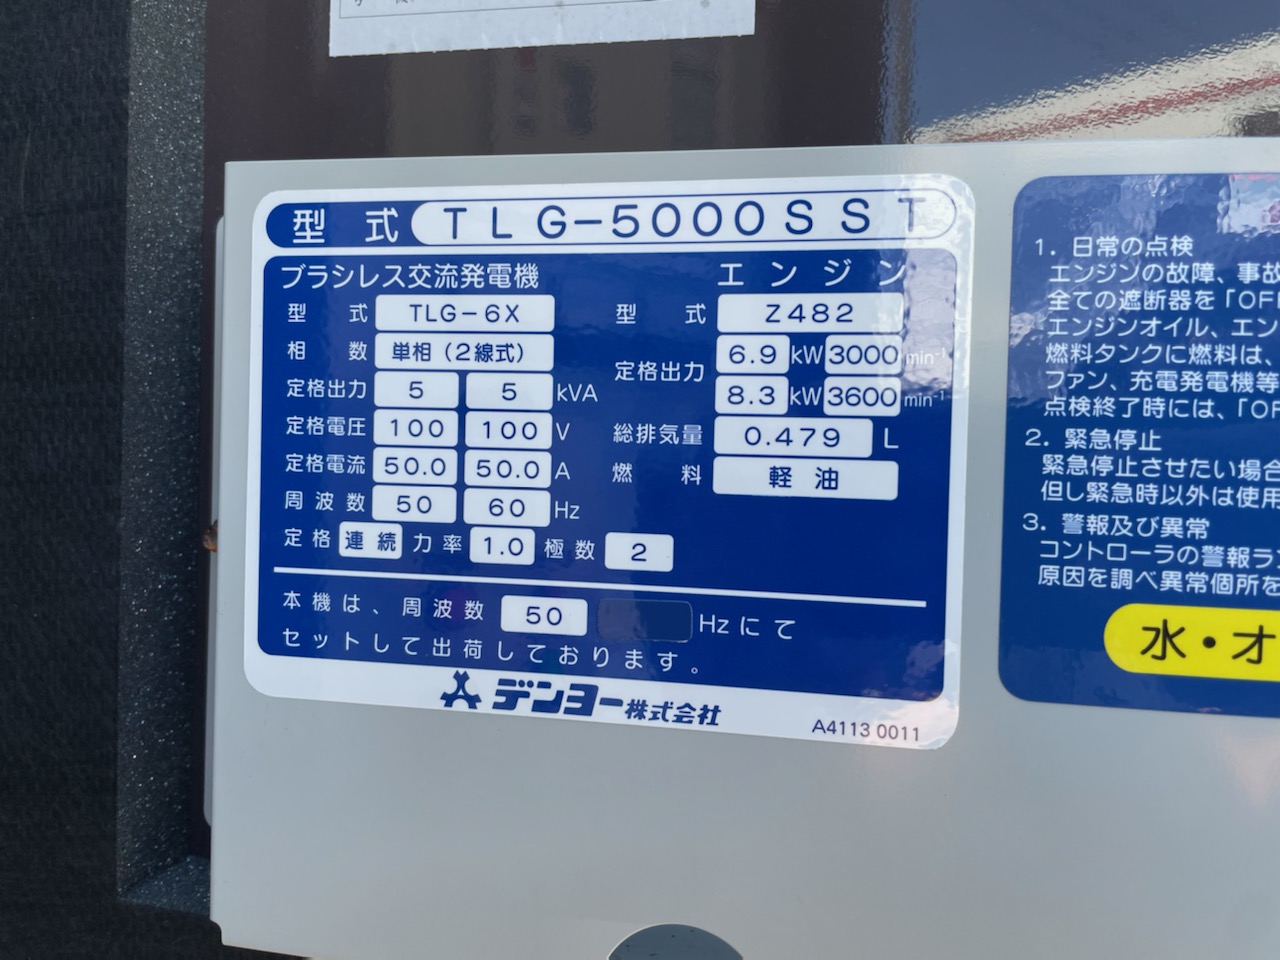 型式 TLG-5000SST
ブラシレス交流発電機
型式 TLG-6X
相数 単相(2線式)
定格出力 5 5 kVA
定格電圧 100 100 V
定格電流 50.0 50.0 A
周波数 50 60 Hz
定格 連続 力率 1.0 極数 2
エンジン
型式 Z482
定格出力 6.9 kW 3000 min⁻¹
8.3 kW 3600 min⁻¹
総排気量 0.479 L
燃料 軽油
本機は、周波数 50 Hzにて
セットして出荷しております。
デンヨー株式会社
A4113 0011
1. 日常の点検
エンジンの故障、事故
全ての遮断器を「OF
エンジンオイル、エン
燃料タンクに燃料は、
ファン、充電発電機等
点検終了時には、「OF
2. 緊急停止
緊急停止させたい場合
但し緊急時以外は使用
3. 警報及び異常
コントローラの警報ラ
原因を調べ異常個所を
水・オ